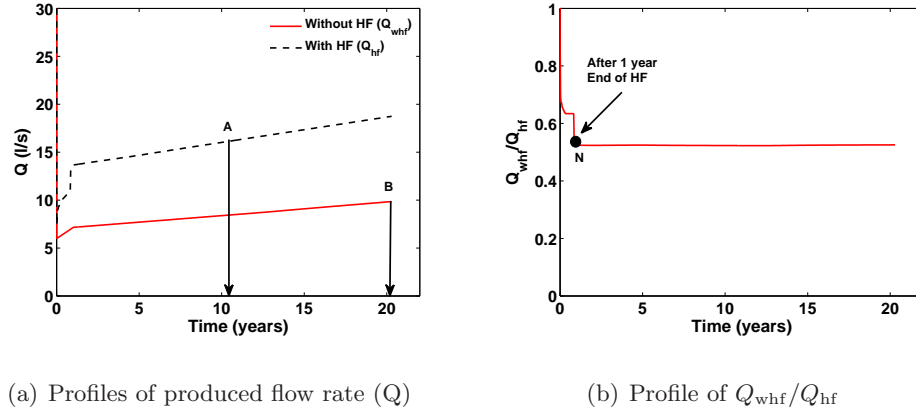 30
25
20
15
10
5
0
Q (l/s)
Without HF (Q_whf)
With HF (Q_hf)
A
B
0 5 10 15 20
Time (years)
(a) Profiles of produced flow rate (Q)
1
0.8
0.6
0.4
0.2
0
Q_whf/Q_hf
After 1 year
End of HF
N
0 5 10 15 20
Time (years)
(b) Profile of Q_whf/Q_hf